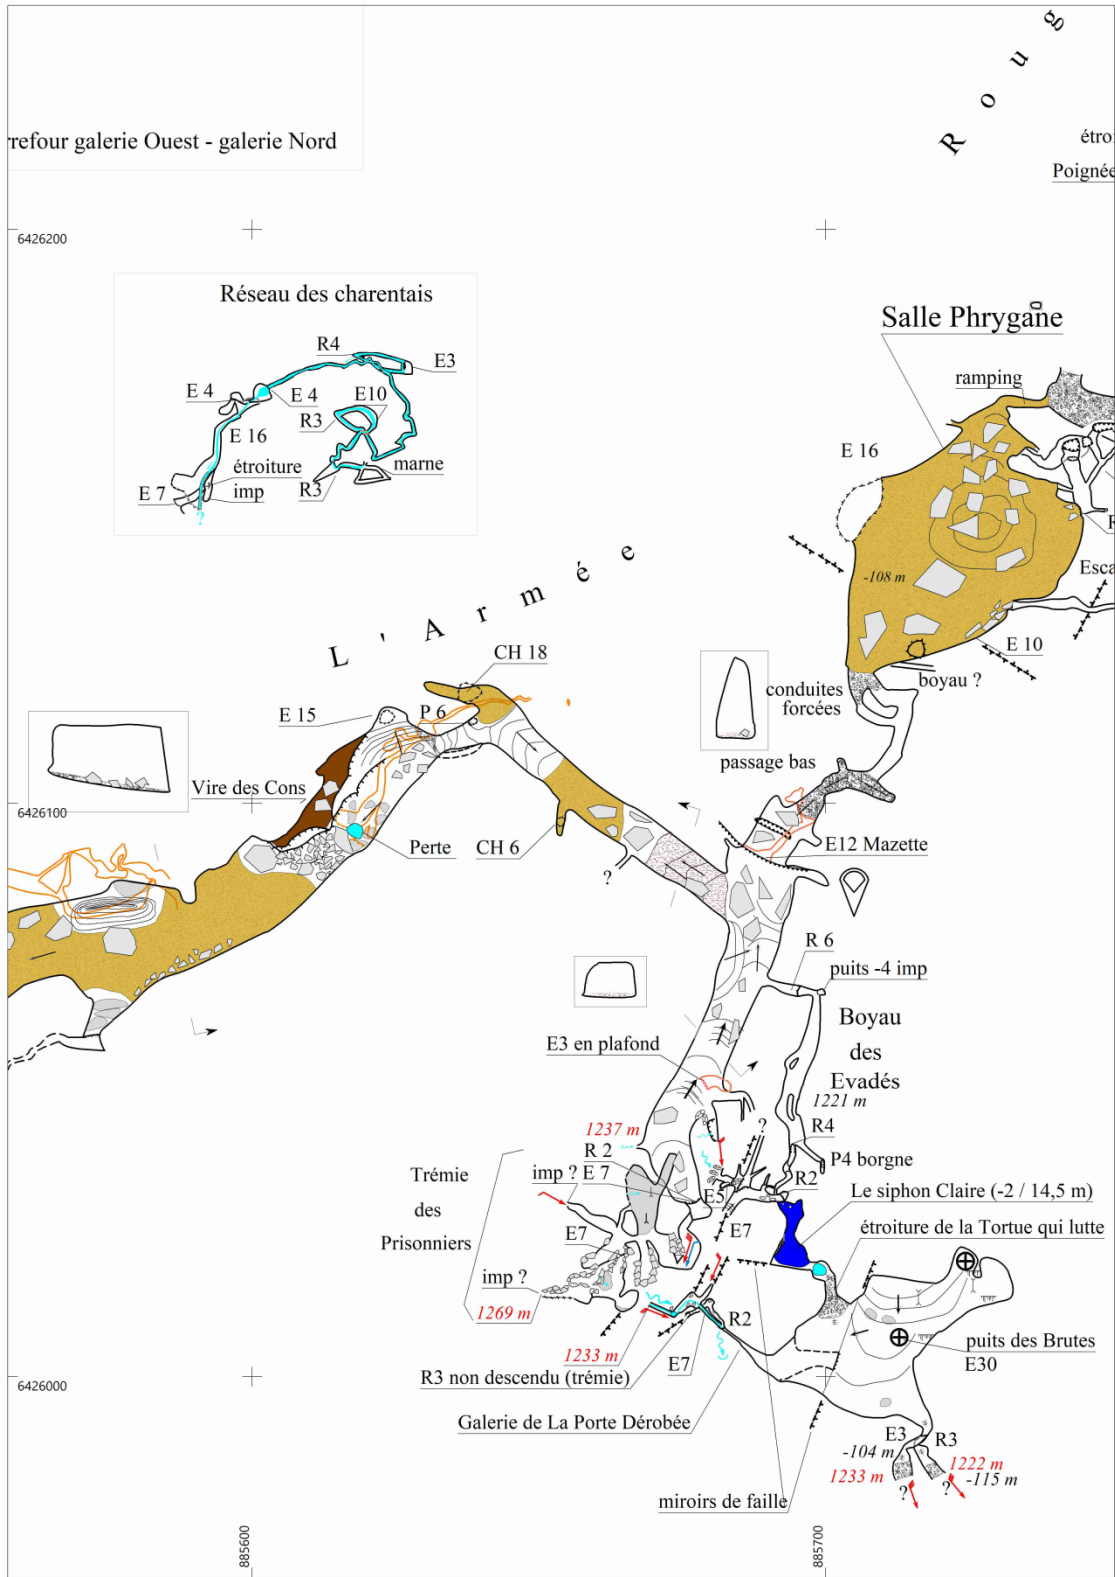 R o u g
rrefour galerie Ouest - galerie Nord
étroi
Poignée
6426200
Réseau des charentais
R4
E3
E 4
E 4
E10
R3
E 16
étroiture
marne
E 7
imp
R3
?
Salle Phrygane
ramping
E 16
R
-108 m
Esca
E 10
boyau ?
L ' A r m é e
CH 18
P 6
E 15
conduites
forcées
passage bas
Vire des Cons
6426100
Perte
CH 6
?
E12 Mazette
R 6
puits -4 imp
Boyau
des
Evadés
E3 en plafond
1221 m
1237 m
R 2
?
R4
P4 borgne
Trémie
des
Prisonniers
imp ?
E 7
E5
R2
Le siphon Claire (-2 / 14,5 m)
E7
étroiture de la Tortue qui lutte
E7
imp ?
1269 m
R2
puits des Brutes
E30
1233 m
E7
R3 non descendu (trémie)
6426000
Galerie de La Porte Dérobée
E3
R3
-104 m
1222 m
1233 m
-115 m
?
?
miroirs de faille
885600
885700